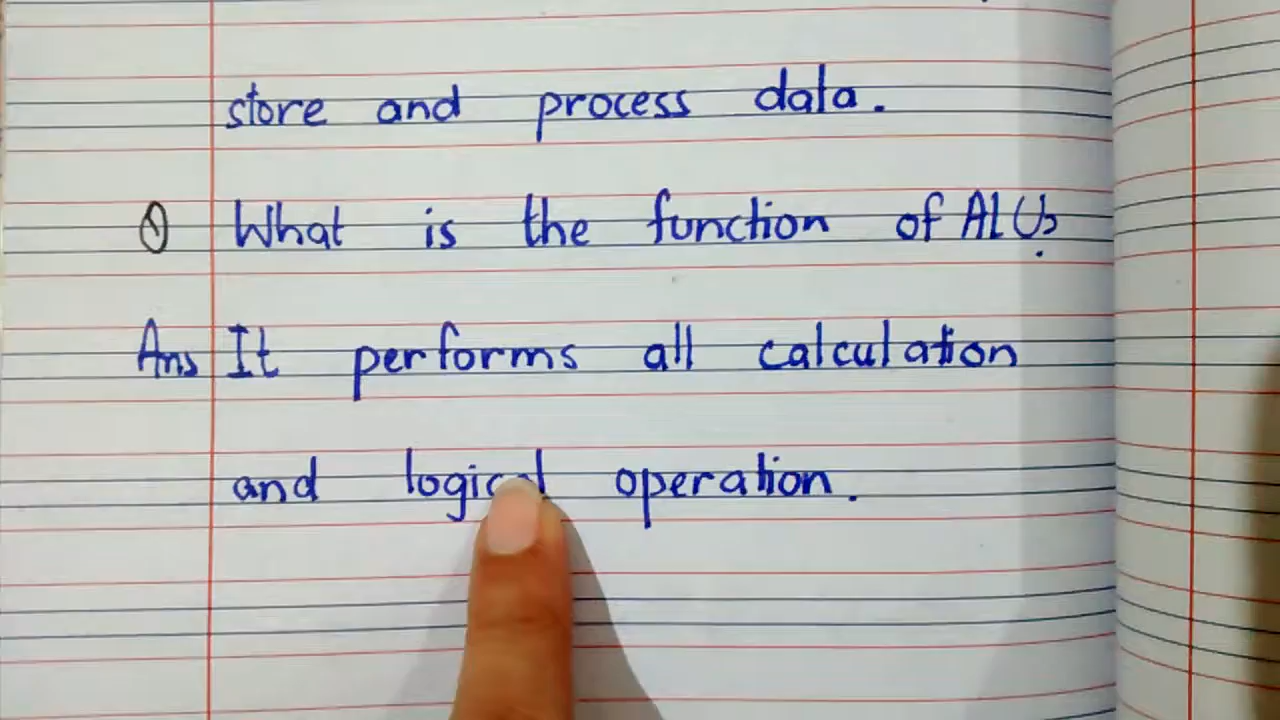 store and process data.
Q What is the function of ALU?
Ans It performs all calculation
and logical operation.